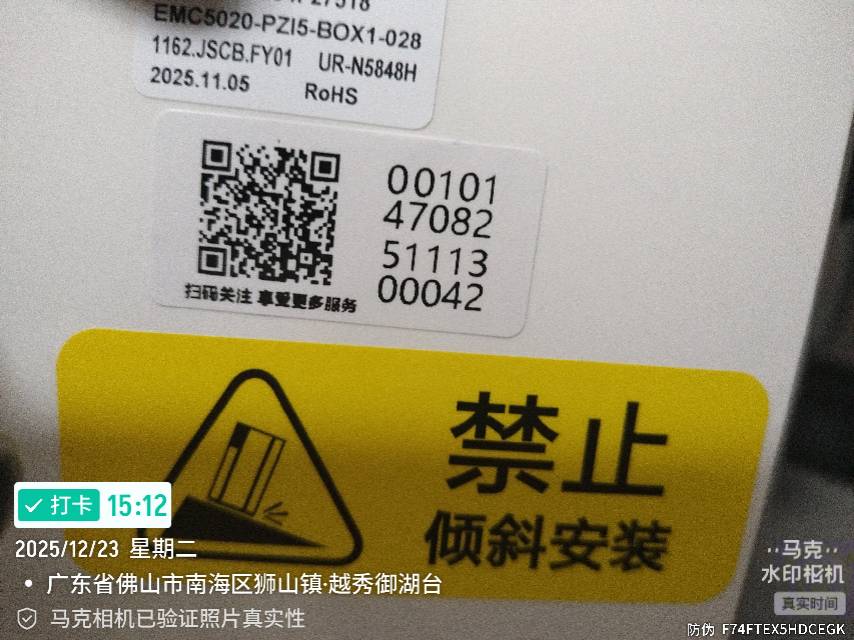 EMC5020-PZI5-BOX1-028
1162.JSCB.FY01 UR-N5848H
2025.11.05 RoHS
00101
47082
51113
00042
扫码关注 享受更多服务
禁止
倾斜安装
打卡 15:12
2025/12/23 星期二
广东省佛山市南海区狮山镇·越秀御湖台
马克相机已验证照片真实性
马克
水印相机
真实时间
防伪 F74FTEX5HDCEGK